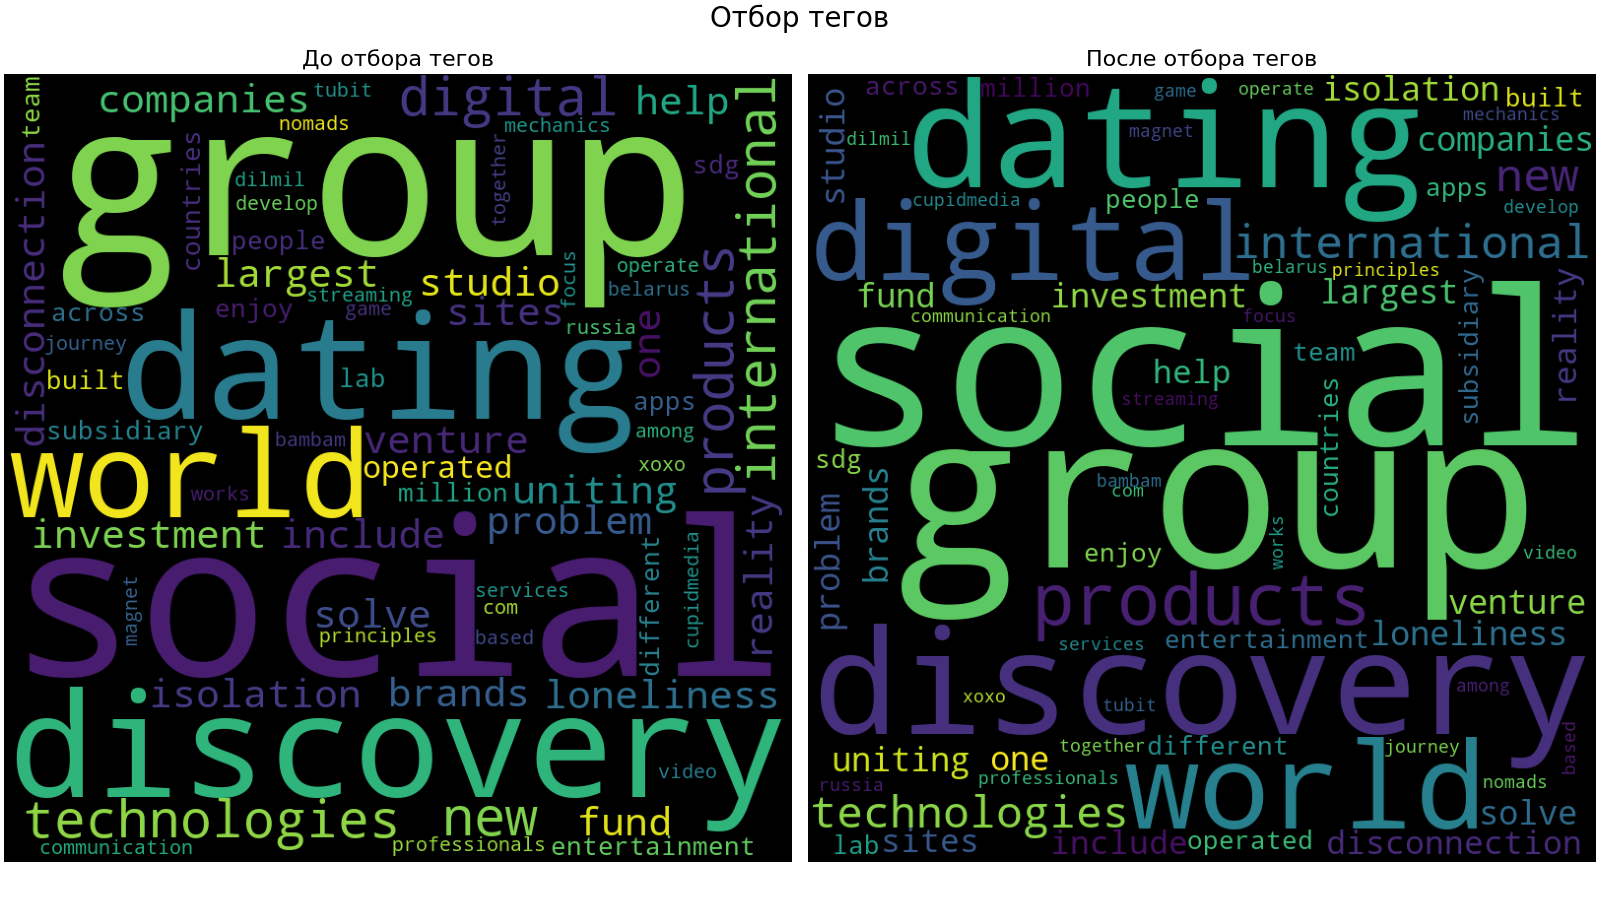 Отбор тегов
До отбора тегов
team
companies
tubit
digital
help
international
nomads
mechanics
group
countries
together
sdg
disconnection
dilmil
develop
people
largest
studio
focus
operate
products
streaming
belarus
across
enjoy
game
sites
russia
one
journey
dating
built
lab
apps
subsidiary
bambam
venture
among
world
operated
xoxo
works
million
uniting
reality
investment
include
problem
social
different
cupidmedia
magnet
solve
services
com
principles
based
isolation
brands
loneliness
discovery
video
technologies
new
fund
communication
professionals
entertainment
После отбора тегов
across
million
game
operate
isolation
built
studio
dating
mechanics
dilmil
magnet
companies
cupidmedia
people
apps
new
develop
digital
international
belarus
principles
fund
investment
largest
subsidiary
reality
communication
focus
social
team
help
streaming
countries
group
sdg
bambam
com
problem
brands
enjoy
works
video
products
venture
services
entertainment
loneliness
discovery
xoxo
tubit
among
together
different
journey
based
uniting
one
russia
professionals
world
nomads
technologies
solve
lab
sites
include
operated
disconnection